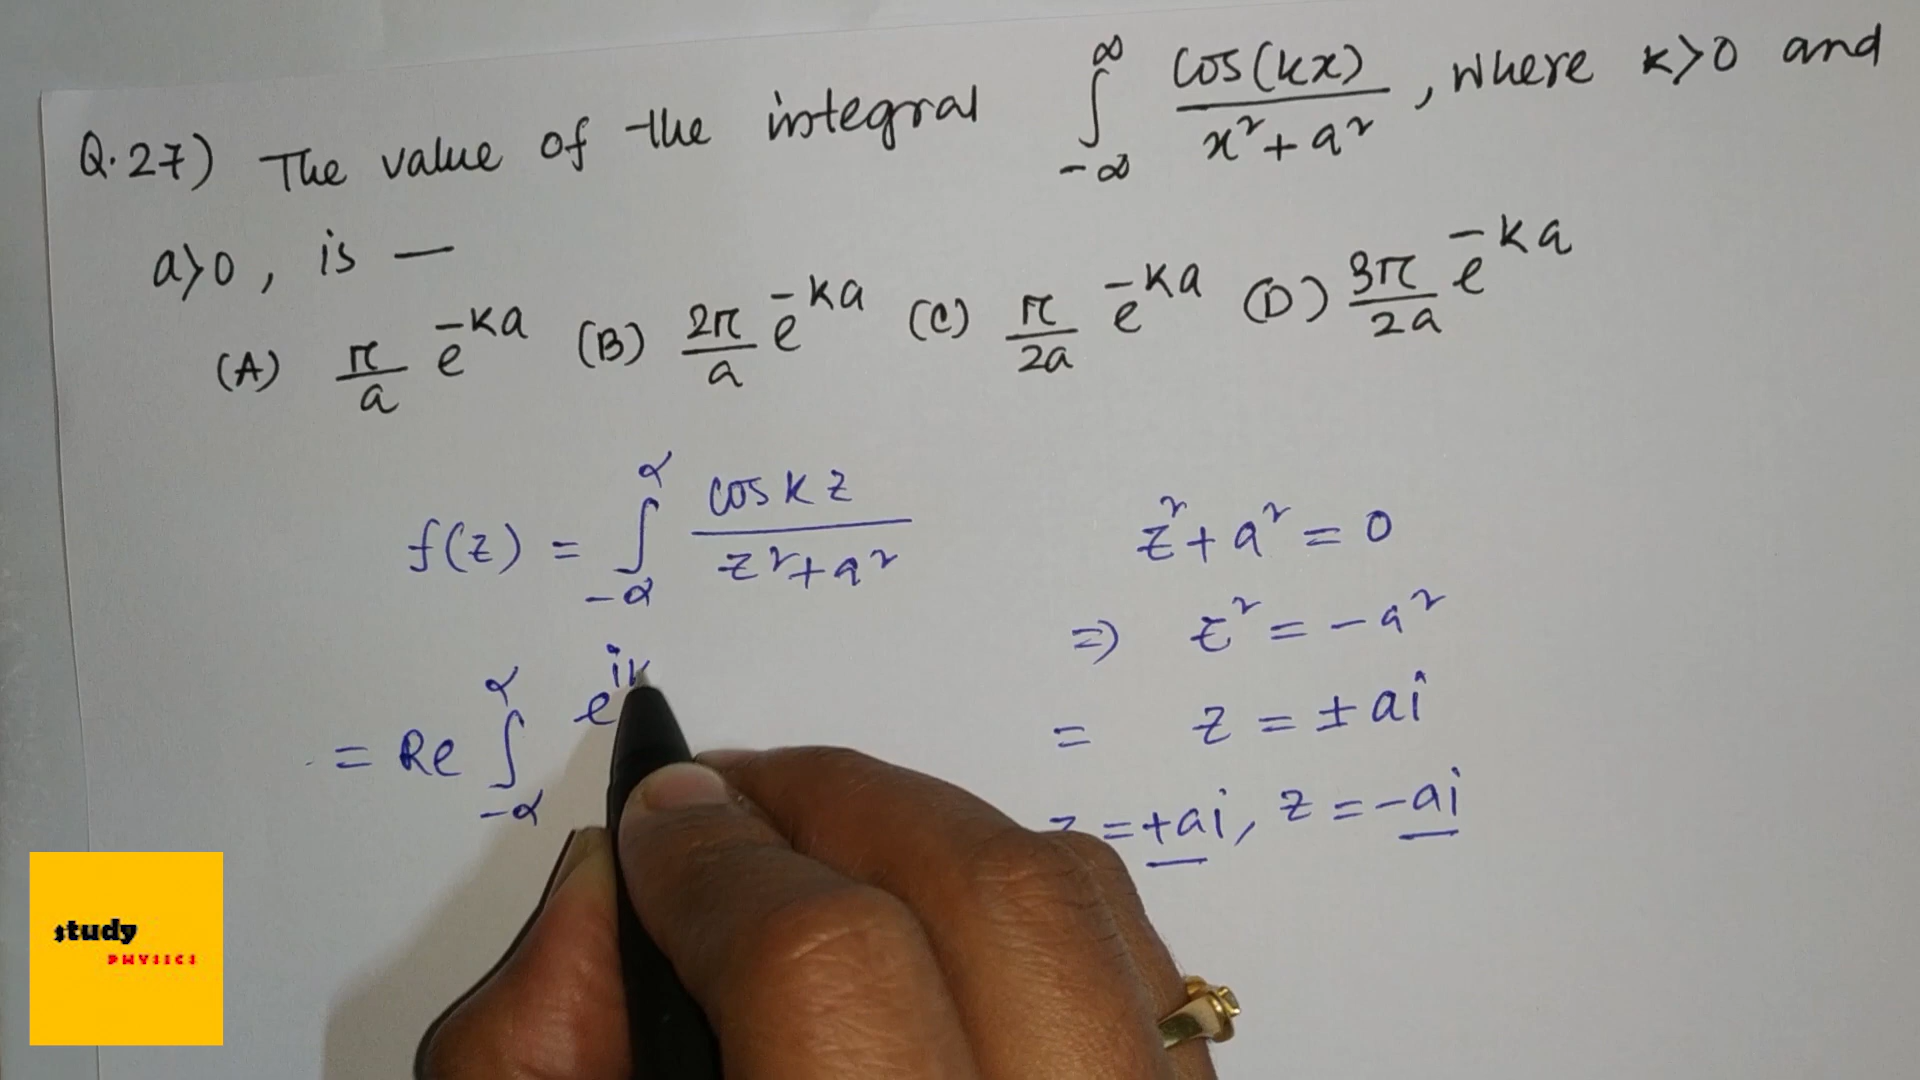 Q.27) The value of the integral ∫_{-∞}^{∞} cos(kx)/(x²+a²), where k>0 and
a>0, is —
(A) π/a e^{-ka} (B) 2π/a e^{-ka} (C) π/2a e^{-ka} (D) 3π/2a e^{-ka}
f(z) = ∫_{-α}^{α} cos kz/(z²+a²)
= Re ∫_{-α}^{α} e^{ik
z²+a² = 0
=) z² = -a²
= z = ±ai
z = +ai, z = -ai
study
PHYSICS